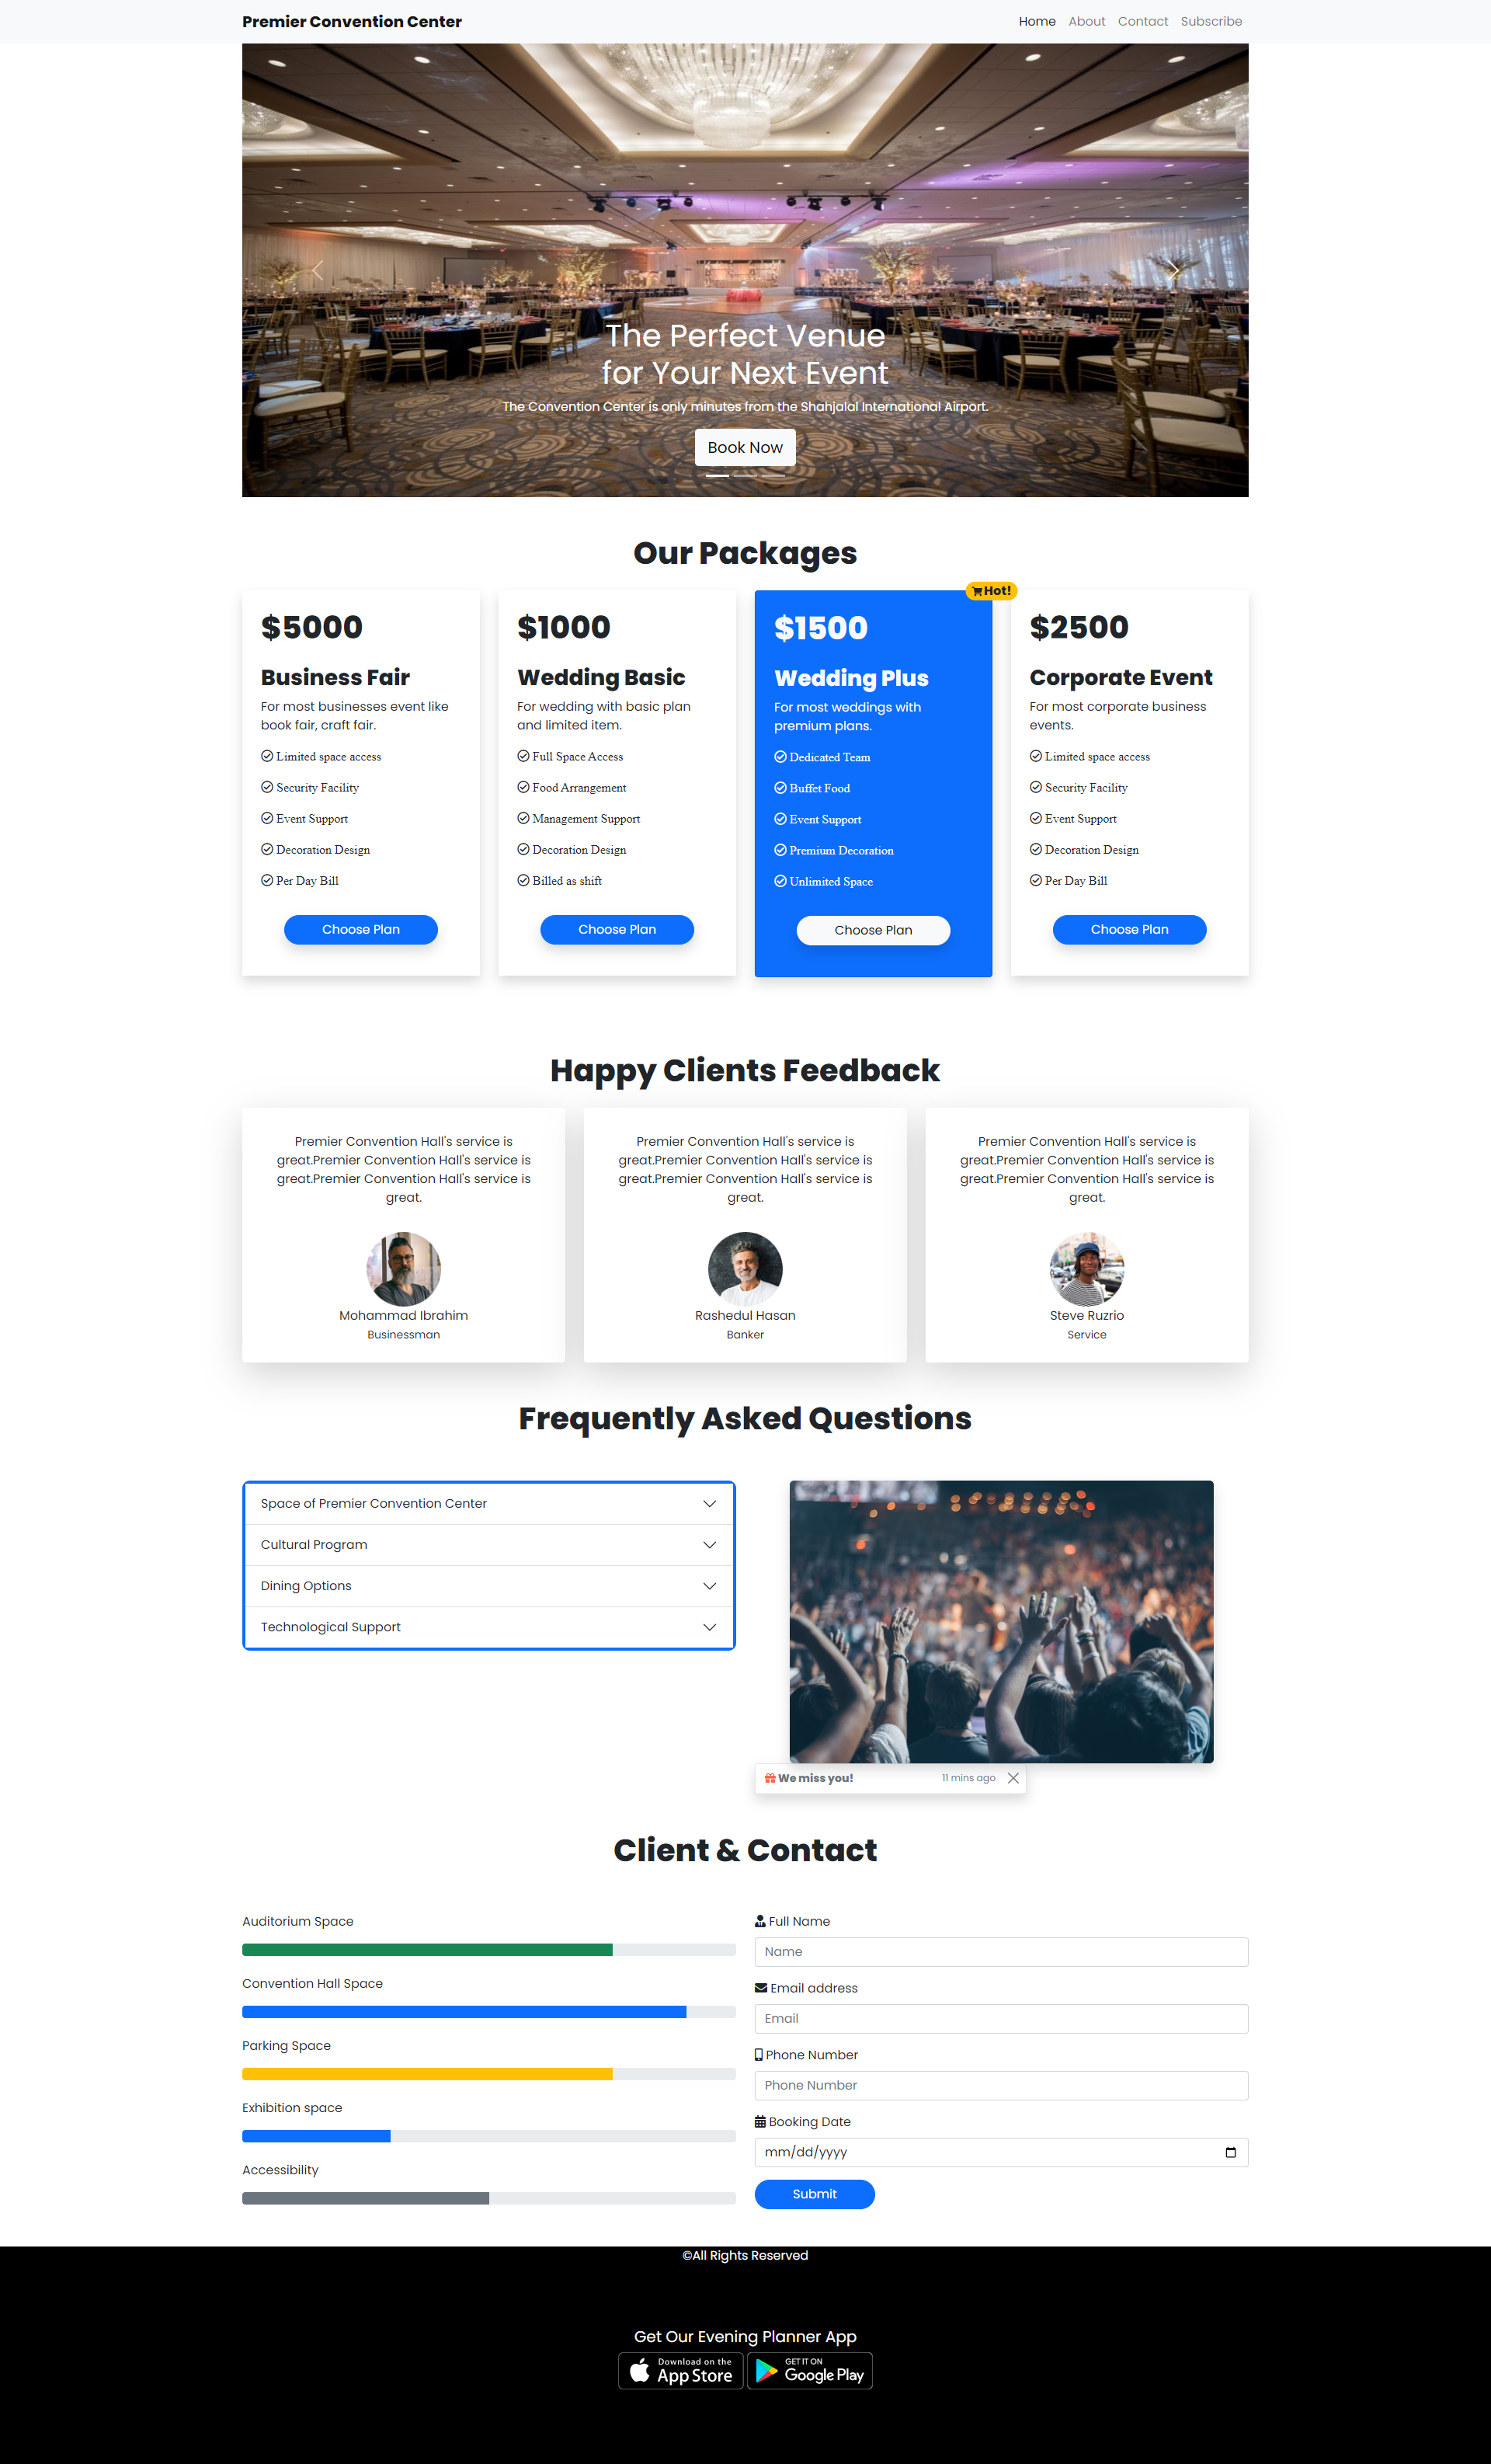 Premier Convention Center
Home About Contact Subscribe
The Perfect Venue
for Your Next Event
The Convention Center is only minutes from the Shahjalal International Airport.
Book Now
Our Packages
$5000
Business Fair
For most businesses event like
book fair, craft fair.
Limited space access
Security Facility
Event Support
Decoration Design
Per Day Bill
Choose Plan
$1000
Wedding Basic
For wedding with basic plan
and limited item.
Full Space Access
Food Arrangement
Management Support
Decoration Design
Billed as shift
Choose Plan
Hot!
$1500
Wedding Plus
For most weddings with
premium plans.
Dedicated Team
Buffet Food
Event Support
Premium Decoration
Unlimited Space
Choose Plan
$2500
Corporate Event
For most corporate business
events.
Limited space access
Security Facility
Event Support
Decoration Design
Per Day Bill
Choose Plan
Happy Clients Feedback
Premier Convention Hall's service is
great.Premier Convention Hall's service is
great.Premier Convention Hall's service is
great.
Mohammad Ibrahim
Businessman
Premier Convention Hall's service is
great.Premier Convention Hall's service is
great.Premier Convention Hall's service is
great.
Rashedul Hasan
Banker
Premier Convention Hall's service is
great.Premier Convention Hall's service is
great.Premier Convention Hall's service is
great.
Steve Ruzrio
Service
Frequently Asked Questions
Space of Premier Convention Center
Cultural Program
Dining Options
Technological Support
We miss you! 11 mins ago
Client & Contact
Auditorium Space
Convention Hall Space
Parking Space
Exhibition space
Accessibility
Full Name
Name
Email address
Email
Phone Number
Phone Number
Booking Date
mm/dd/yyyy
Submit
©All Rights Reserved
Get Our Evening Planner App
Download on the
App Store
GET IT ON
Google Play